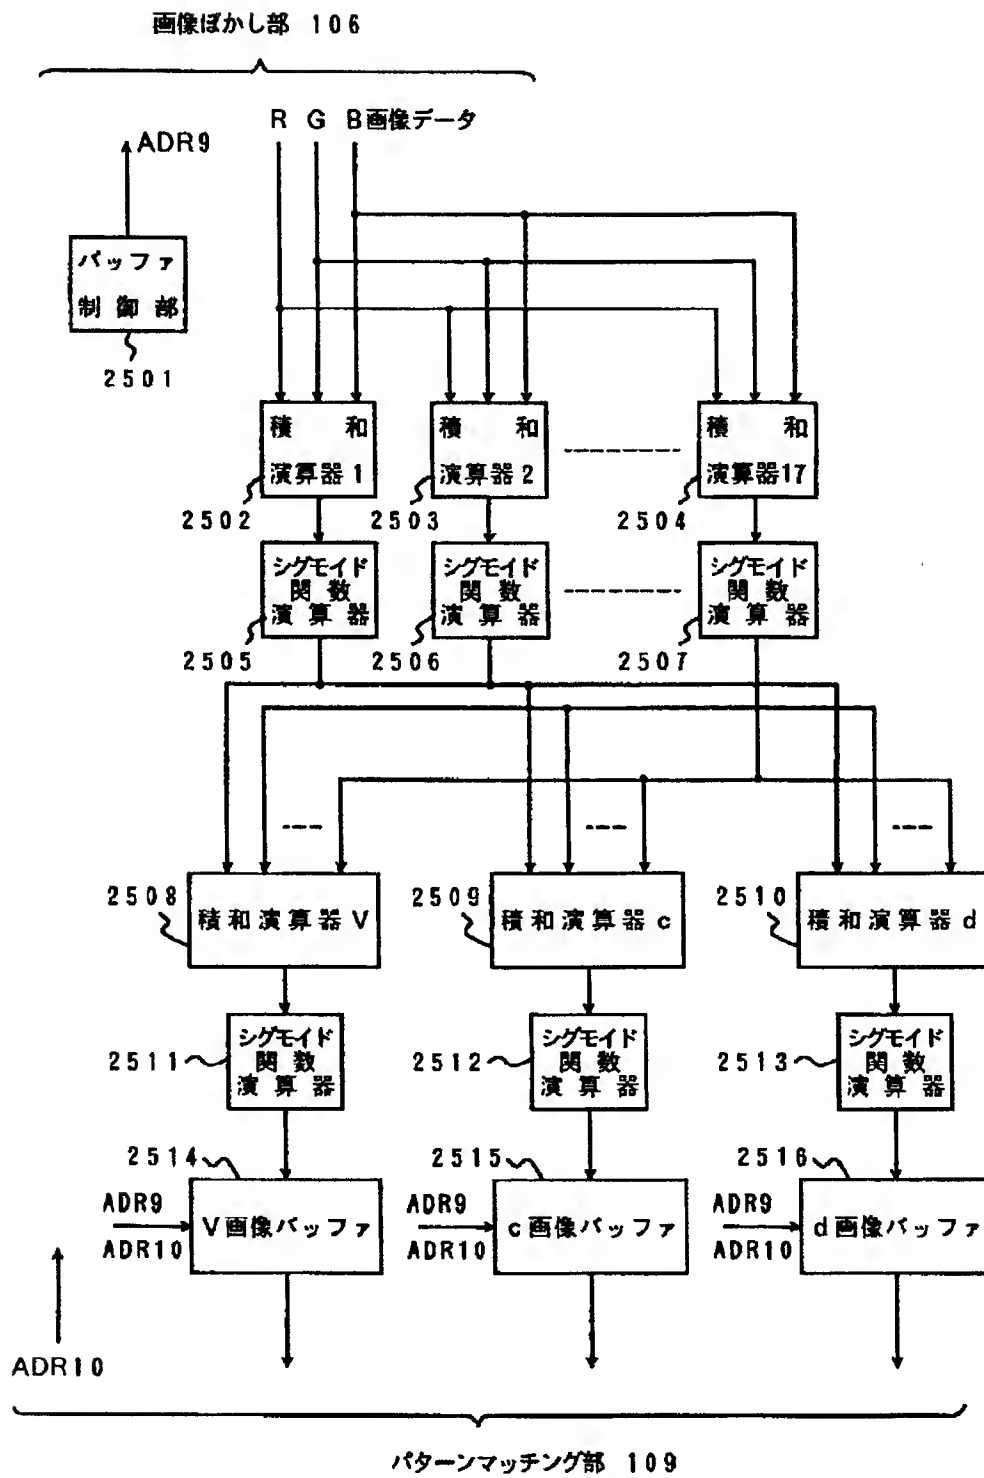 画像ぼかし部 106
R G B画像データ
ADR9
バッファ
制御部
2501
積和
演算器1
積和
演算器2
積和
演算器17
2502
2503
2504
シグモイド
関数
演算器
シグモイド
関数
演算器
シグモイド
関数
演算器
2505
2506
2507
2508
積和演算器V
2509
積和演算器c
2510
積和演算器d
2511
シグモイド
関数
演算器
2512
シグモイド
関数
演算器
2513
シグモイド
関数
演算器
2514
2515
2516
ADR9
ADR10
V画像バッファ
ADR9
ADR10
c画像バッファ
ADR9
ADR10
d画像バッファ
ADR10
パターンマッチング部 109